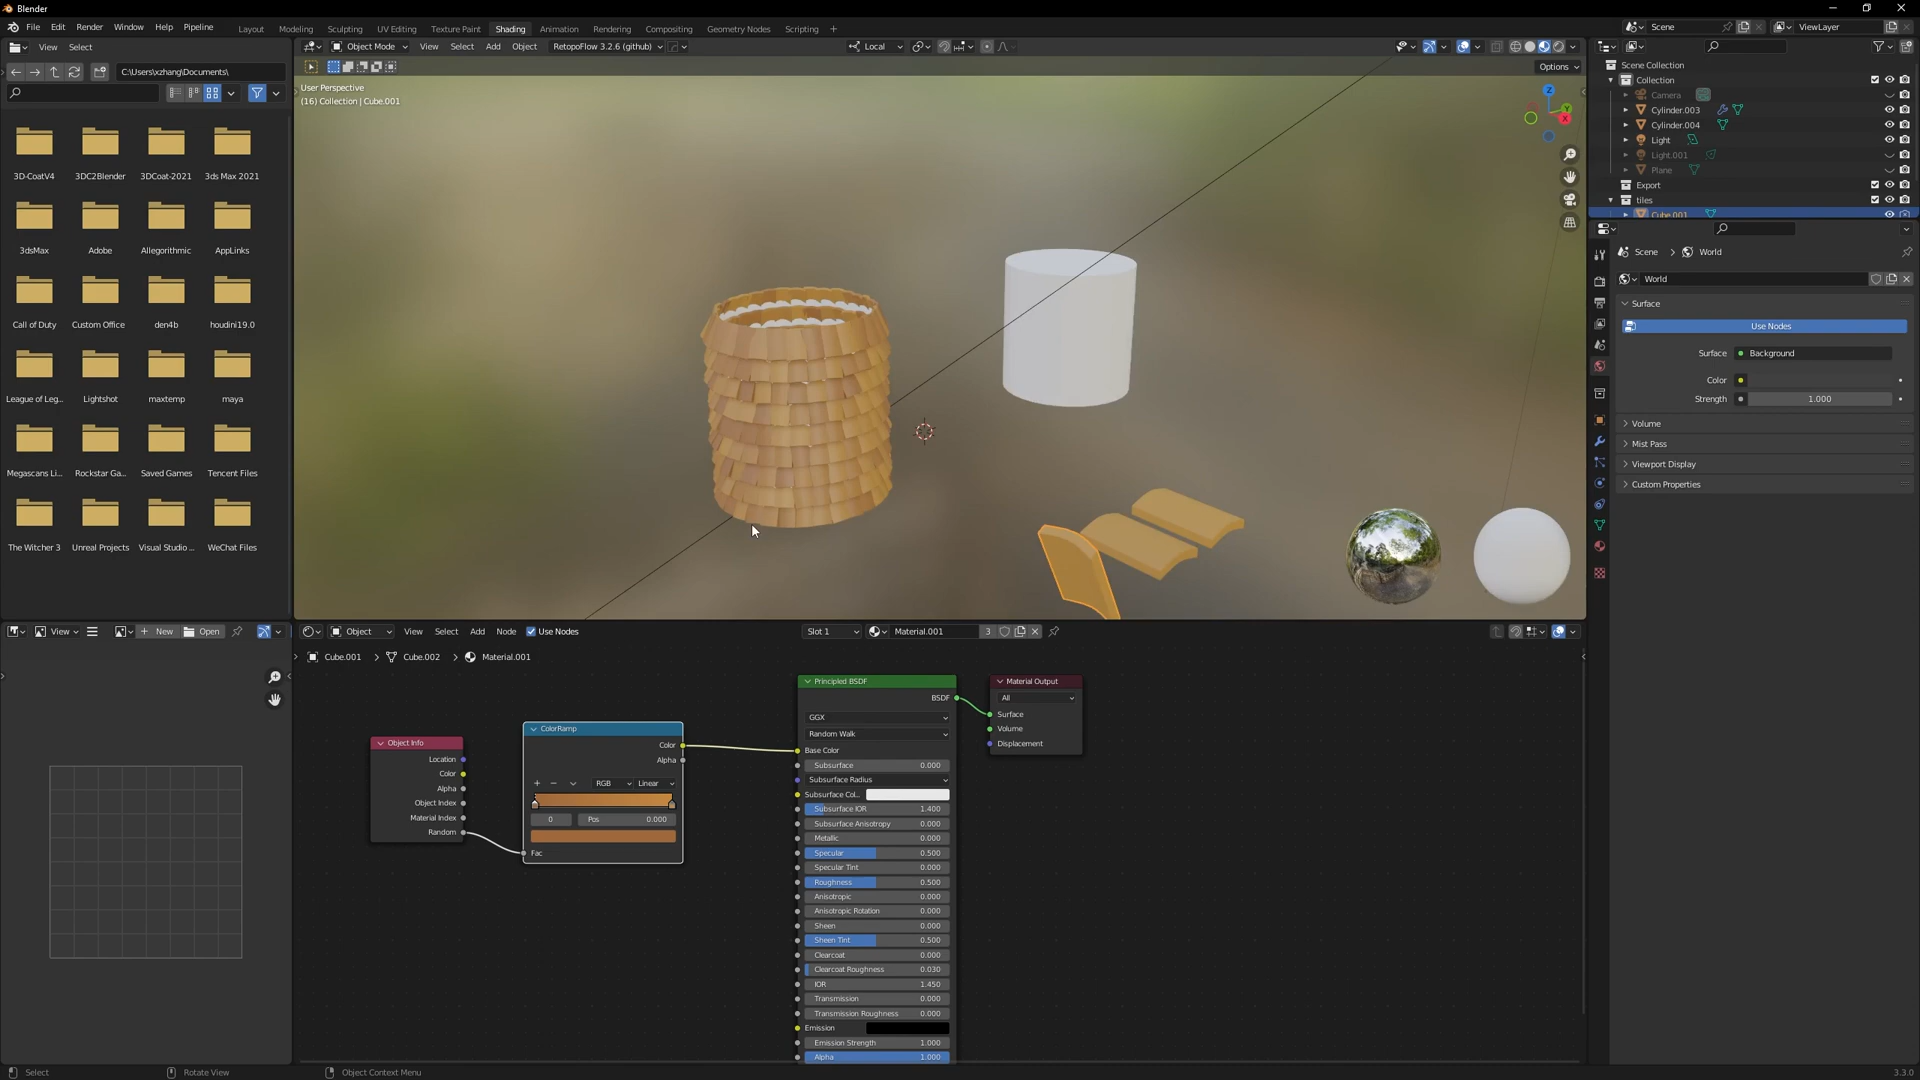 Blender
File Edit Render Window Help Pipeline
Layout Modeling Sculpting UV Editing Texture Paint Shading Animation Rendering Compositing Geometry Nodes Scripting +
Scene
ViewLayer
View Select
Object Mode View Select Add Object RetopoFlow 3.2.6 (github) Local
C:\Users\xzhang\Documents\
Options
User Perspective
(16) Collection | Cube.001
Z
Y
X
3D-CoatV4 3DC2Blender 3DCoat-2021 3ds Max 2021
3dsMax Adobe Allegorithmic AppLinks
Call of Duty Custom Office den4b houdini19.0
League of Leg... Lightshot maxtemp maya
Megascans Li... Rockstar Ga... Saved Games Tencent Files
The Witcher 3 Unreal Projects Visual Studio ... WeChat Files
Scene Collection
Collection
Camera
Cylinder.003
Cylinder.004
Light
Light.001
Plane
Export
tiles
Cube.001
Scene > World
World
Surface
Use Nodes
Surface Background
Color
Strength 1.000
Volume
Mist Pass
Viewport Display
Custom Properties
View + New Open
Object View Select Add Node Use Nodes Slot 1 Material.001 3
Cube.001 > Cube.002 > Material.001
Object Info
Location
Color
Alpha
Object Index
Material Index
Random
ColorRamp
Color
Alpha
+ − RGB Linear
0 Pos 0.000
Fac
Principled BSDF
BSDF
GGX
Random Walk
Base Color
Subsurface 0.000
Subsurface Radius
Subsurface Col...
Subsurface IOR 1.400
Subsurface Anisotropy 0.000
Metallic 0.000
Specular 0.500
Specular Tint 0.000
Roughness 0.500
Anisotropic 0.000
Anisotropic Rotation 0.000
Sheen 0.000
Sheen Tint 0.500
Clearcoat 0.000
Clearcoat Roughness 0.030
IOR 1.450
Transmission 0.000
Transmission Roughness 0.000
Emission
Emission Strength 1.000
Alpha 1.000
Material Output
All
Surface
Volume
Displacement
Select Rotate View Object Context Menu 3.3.0